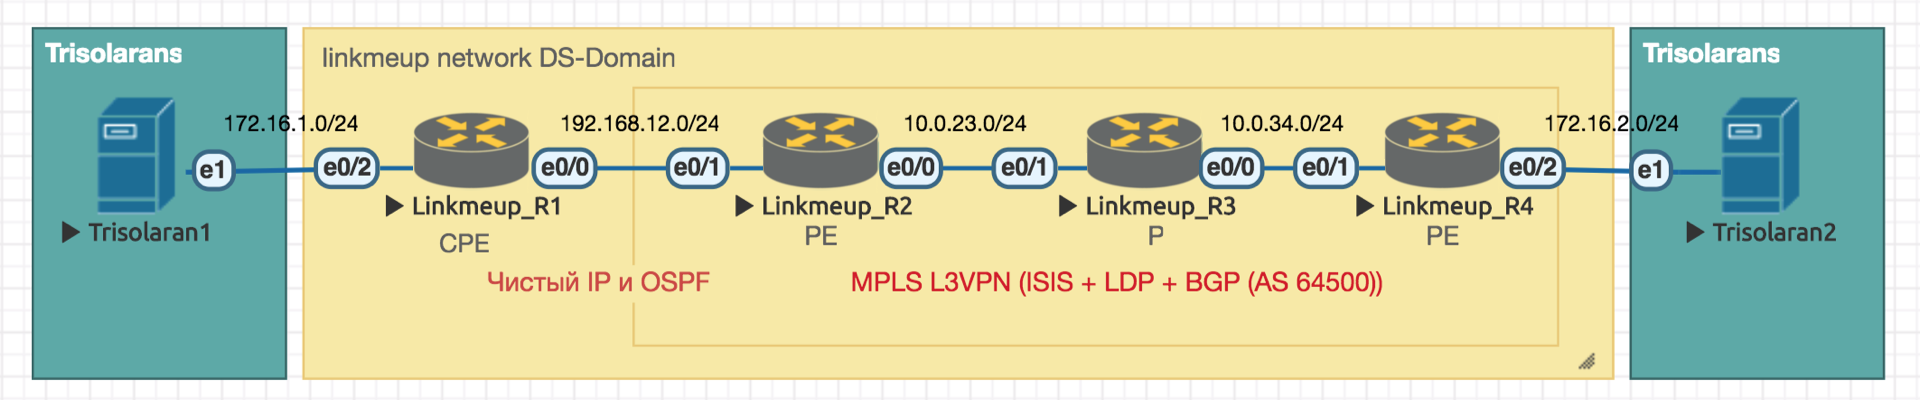 Trisolarans
linkmeup network DS-Domain
Trisolarans
172.16.1.0/24
192.168.12.0/24
10.0.23.0/24
10.0.34.0/24
172.16.2.0/24
e1
e0/2
e0/0
e0/1
e0/0
e0/1
e0/0
e0/1
e0/2
e1
Linkmeup_R1
Linkmeup_R2
Linkmeup_R3
Linkmeup_R4
Trisolaran1
CPE
PE
P
PE
Trisolaran2
Чистый IP и OSPF
MPLS L3VPN (ISIS + LDP + BGP (AS 64500))